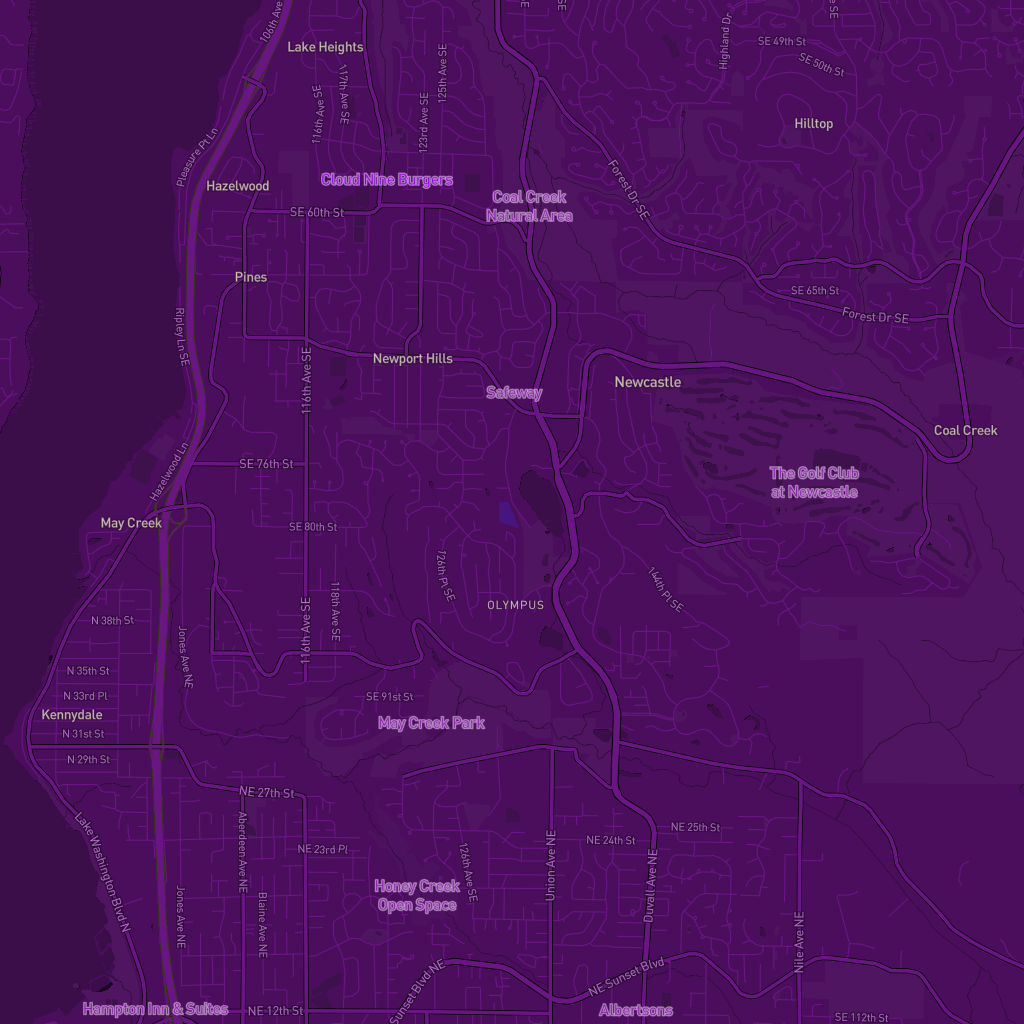 106th Ave
Lake Heights
SE
SE
Highland Dr
SE 49th St
SE
SE 50th St
125th Ave SE
117th Ave SE
116th Ave SE
123rd Ave SE
Hilltop
Pleasure Pt Ln
Cloud Nine Burgers
Hazelwood
Forest Dr SE
Coal Creek
Natural Area
SE 60th St
Pines
SE 65th St
Forest Dr SE
Ripley Ln SE
Newport Hills
116th Ave SE
Newcastle
Safeway
Coal Creek
Hazelwood Ln
SE 76th St
The Golf Club
at Newcastle
May Creek
SE 80th St
126th Pl SE
144th Pl SE
118th Ave SE
116th Ave SE
OLYMPUS
N 38th St
Jones Ave NE
N 35th St
N 33rd Pl
SE 91st St
Kennydale
May Creek Park
N 31st St
N 29th St
NE 27th St
Lake Washington Blvd N
Aberdeen Ave NE
NE 23rd Pl
126th Ave SE
Union Ave NE
NE 24th St
NE 25th St
Duvall Ave NE
Honey Creek
Open Space
Jones Ave NE
Blaine Ave NE
Nile Ave NE
Sunset Blvd NE
NE Sunset Blvd
Hampton Inn & Suites
NE 12th St
Albertsons
SE 112th St